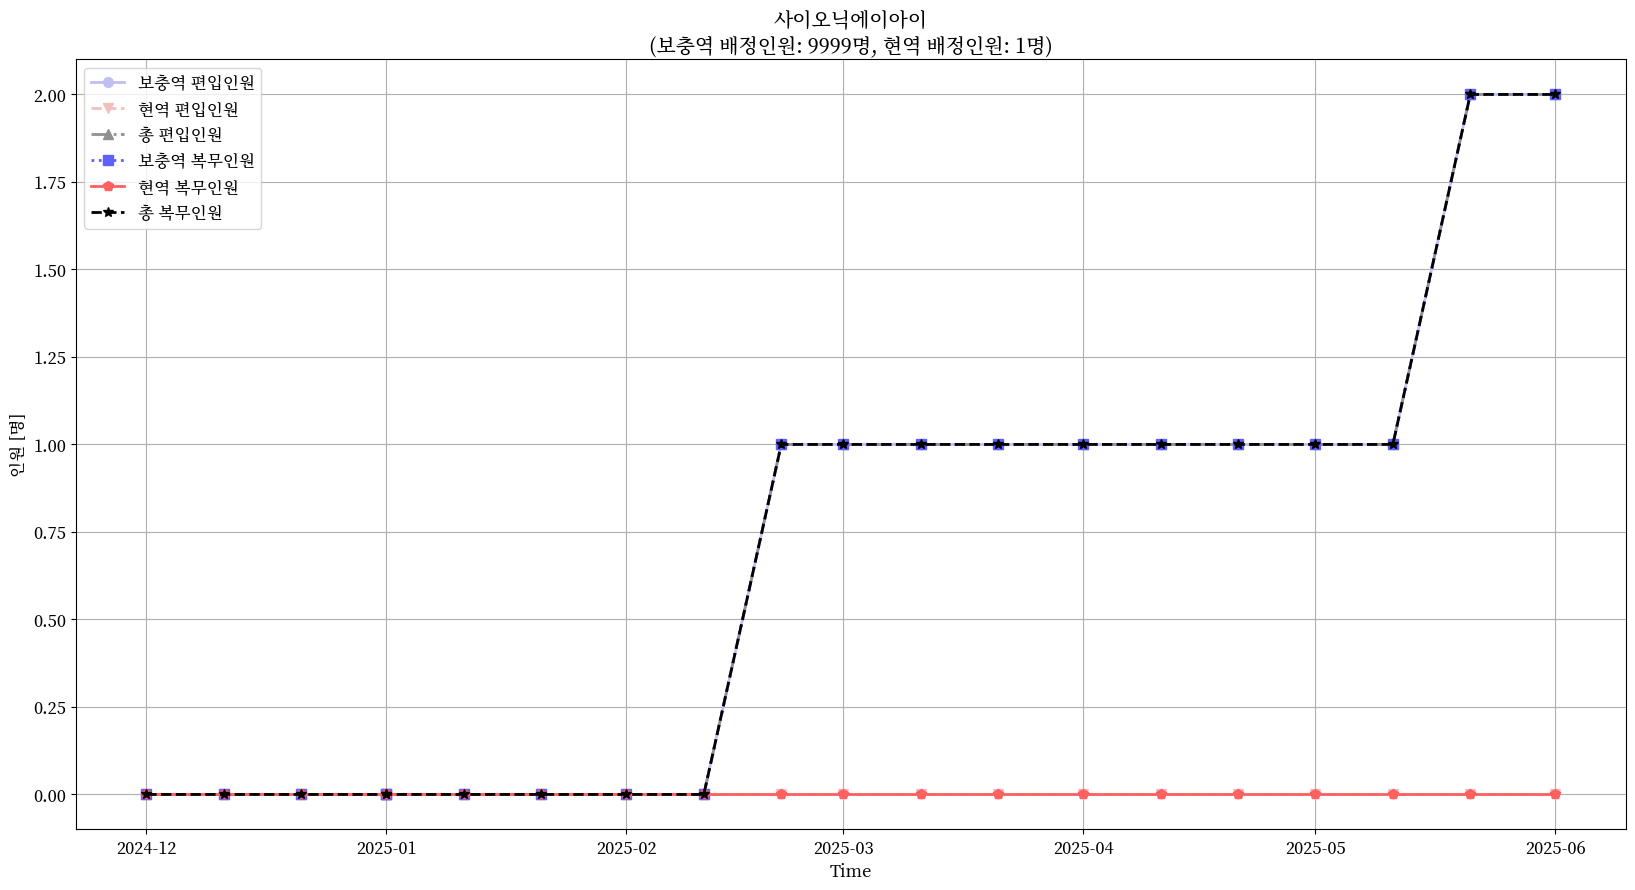 사이오닉에이아이
(보충역 배정인원: 9999명, 현역 배정인원: 1명)
보충역 편입인원
현역 편입인원
총 편입인원
보충역 복무인원
현역 복무인원
총 복무인원
2.00
1.75
1.50
1.25
1.00
0.75
0.50
0.25
0.00
인원 [명]
2024-12
2025-01
2025-02
2025-03
2025-04
2025-05
2025-06
Time